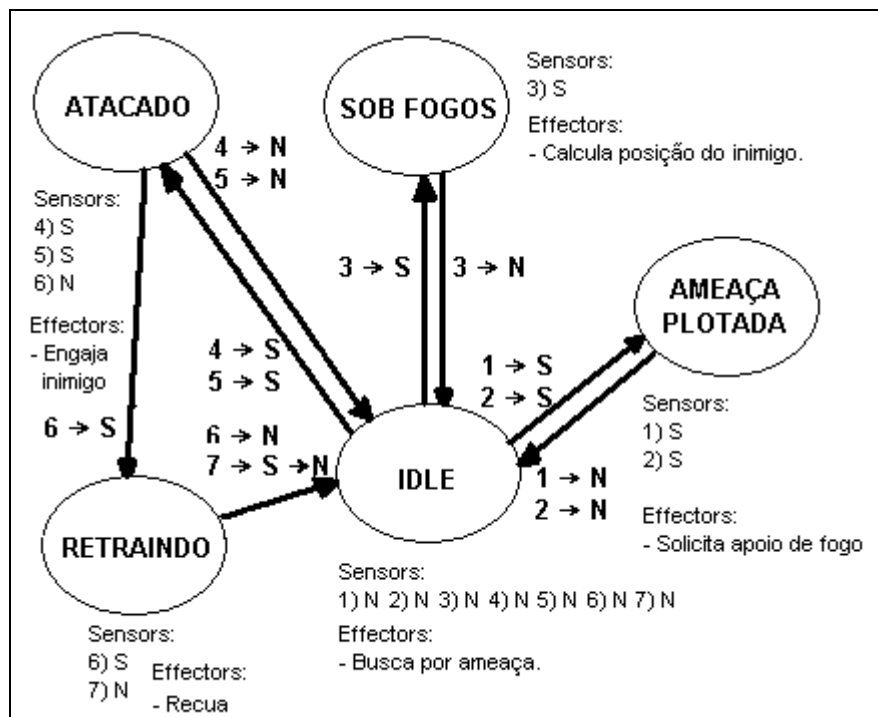 ATACADO
4 → N
5 → N
Sensors:
4) S
5) S
6) N
Effectors:
- Engaja
inimigo
SOB FOGOS
Sensors:
3) S
Effectors:
- Calcula posição do inimigo.
3 → S
3 → N
AMEAÇA
PLOTADA
1 → S
2 → S
Sensors:
1) S
2) S
Effectors:
- Solicita apoio de fogo
1 → N
2 → N
4 → S
5 → S
6 → S
6 → N
7 → S → N
IDLE
Sensors:
1) N 2) N 3) N 4) N 5) N 6) N 7) N
Effectors:
- Busca por ameaça.
RETRAINDO
Sensors:
6) S
7) N
Effectors:
- Recua